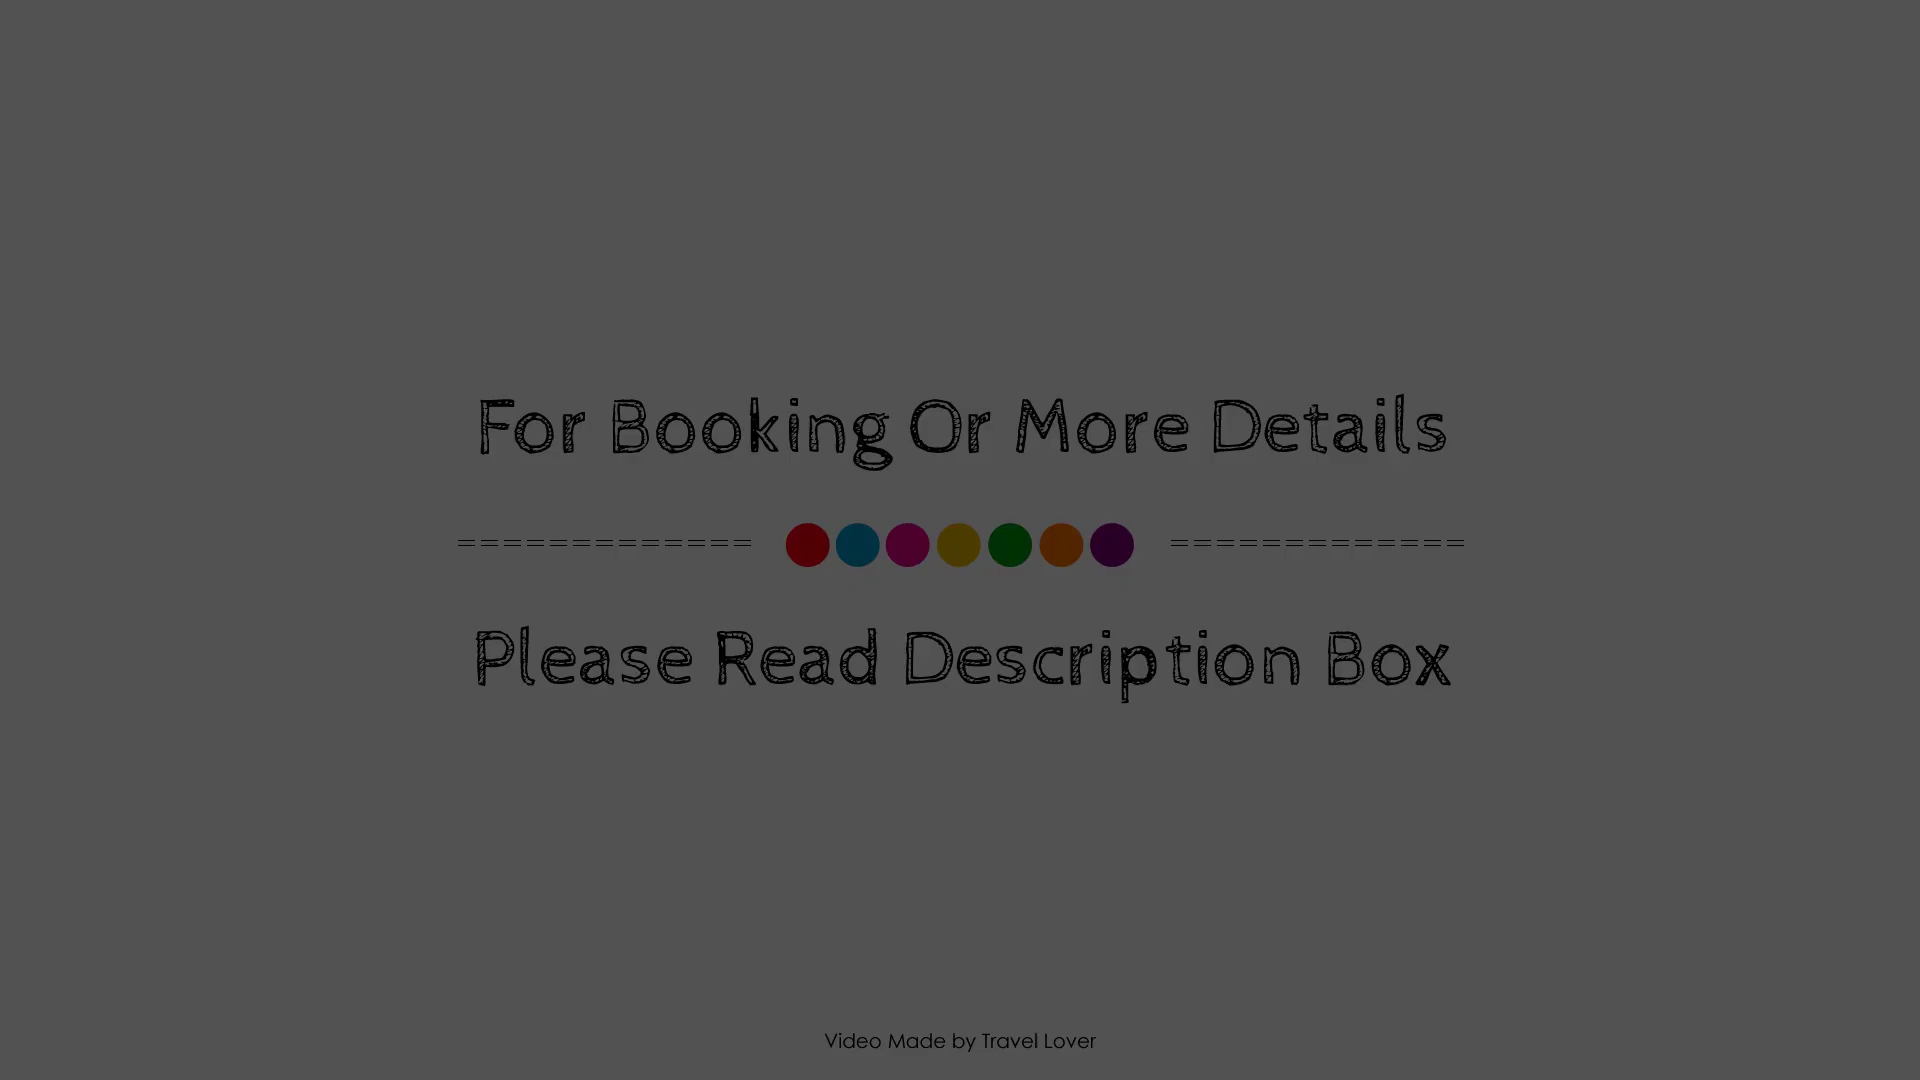 For Booking Or More Details
============= =============
Please Read Description Box
Video Made by Travel Lover